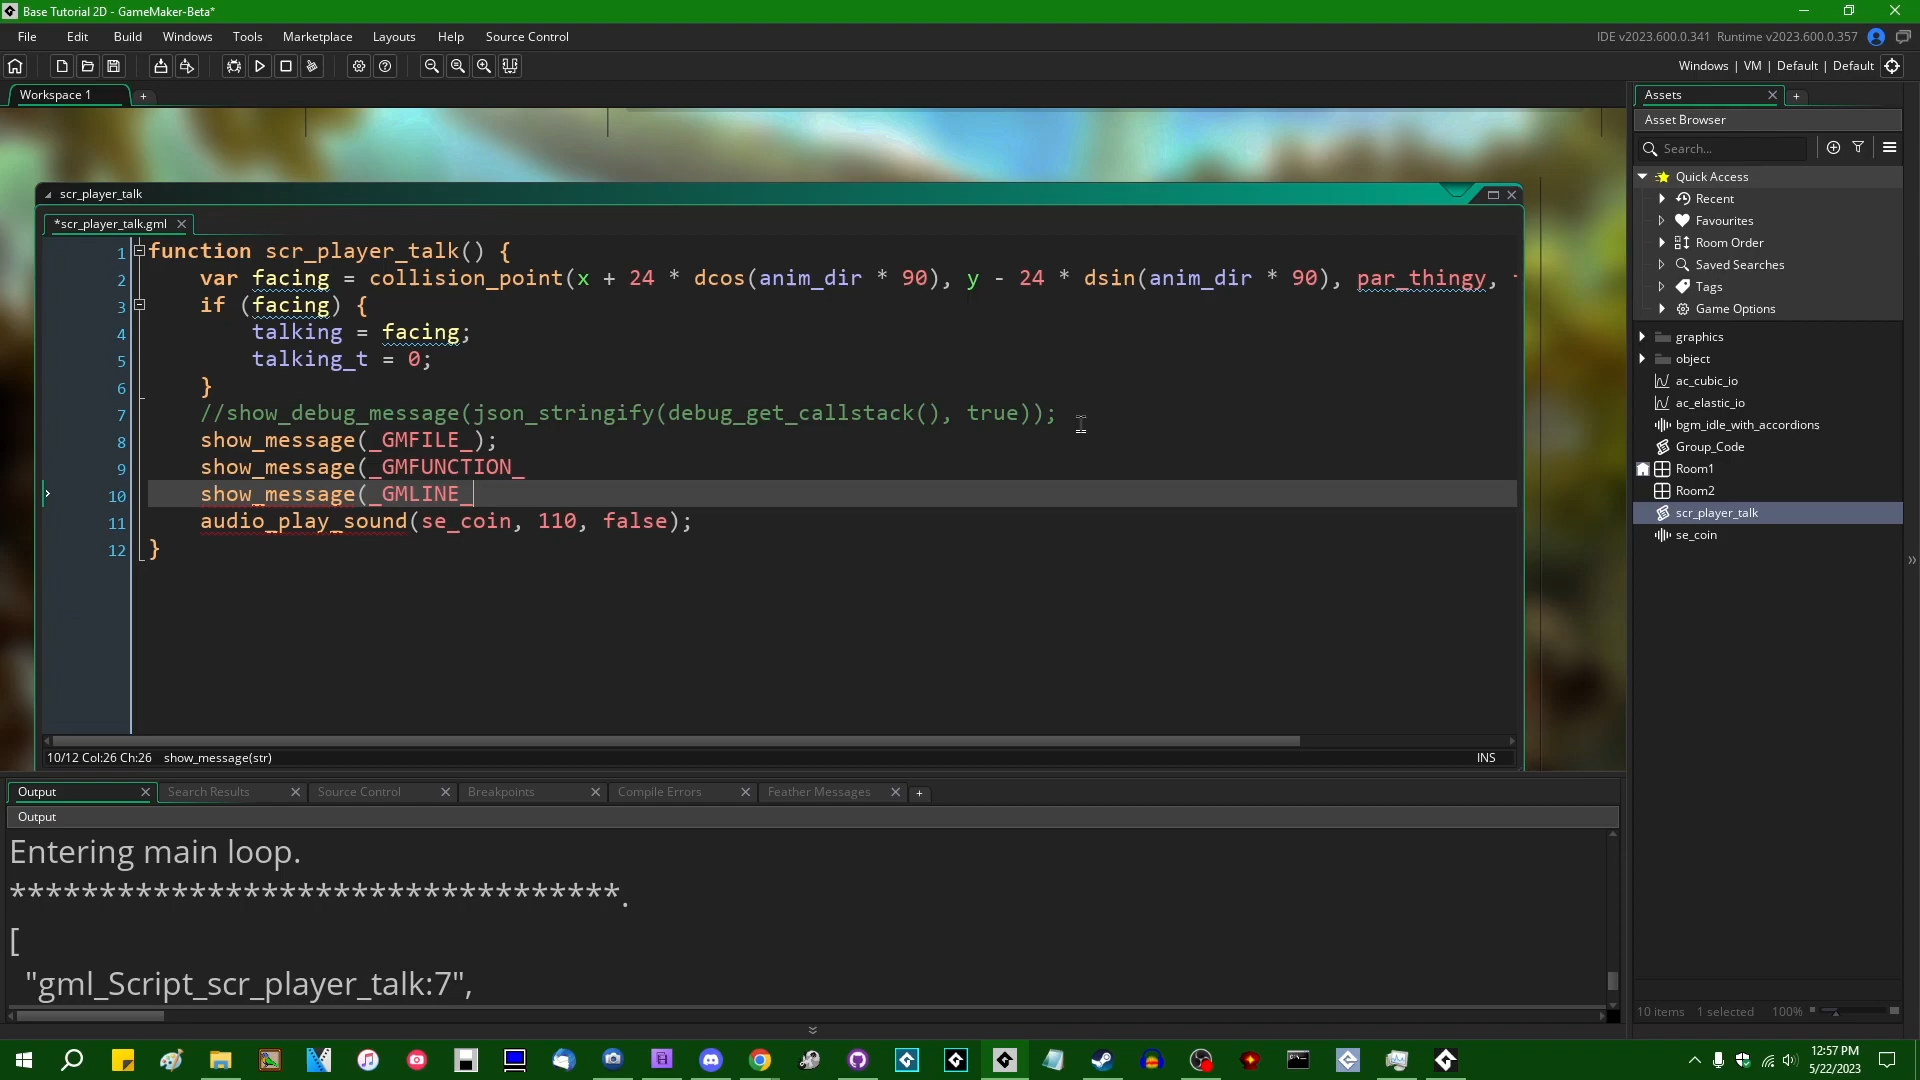 Base Tutorial 2D - GameMaker-Beta*
File Edit Build Windows Tools Marketplace Layouts Help Source Control
IDE v2023.600.0.341 Runtime v2023.600.0.357
Windows | VM | Default | Default
Workspace 1
scr_player_talk
*scr_player_talk.gml
1 function scr_player_talk() {
2 var facing = collision_point(x + 24 * dcos(anim_dir * 90), y - 24 * dsin(anim_dir * 90), par_thingy,
3 if (facing) {
4 talking = facing;
5 talking_t = 0;
6 }
7 //show_debug_message(json_stringify(debug_get_callstack(), true));
8 show_message(_GMFILE_);
9 show_message(_GMFUNCTION_
10 show_message(_GMLINE_
11 audio_play_sound(se_coin, 110, false);
12 }
10/12 Col:26 Ch:26 show_message(str)
INS
Output Search Results Source Control Breakpoints Compile Errors Feather Messages
Output
Entering main loop.
**********************************.
[
"gml_Script_scr_player_talk:7",
Assets
Asset Browser
Search...
Quick Access
Recent
Favourites
Room Order
Saved Searches
Tags
Game Options
graphics
object
ac_cubic_io
ac_elastic_io
bgm_idle_with_accordions
Group_Code
Room1
Room2
scr_player_talk
se_coin
10 items 1 selected 100%
12:57 PM
5/22/2023